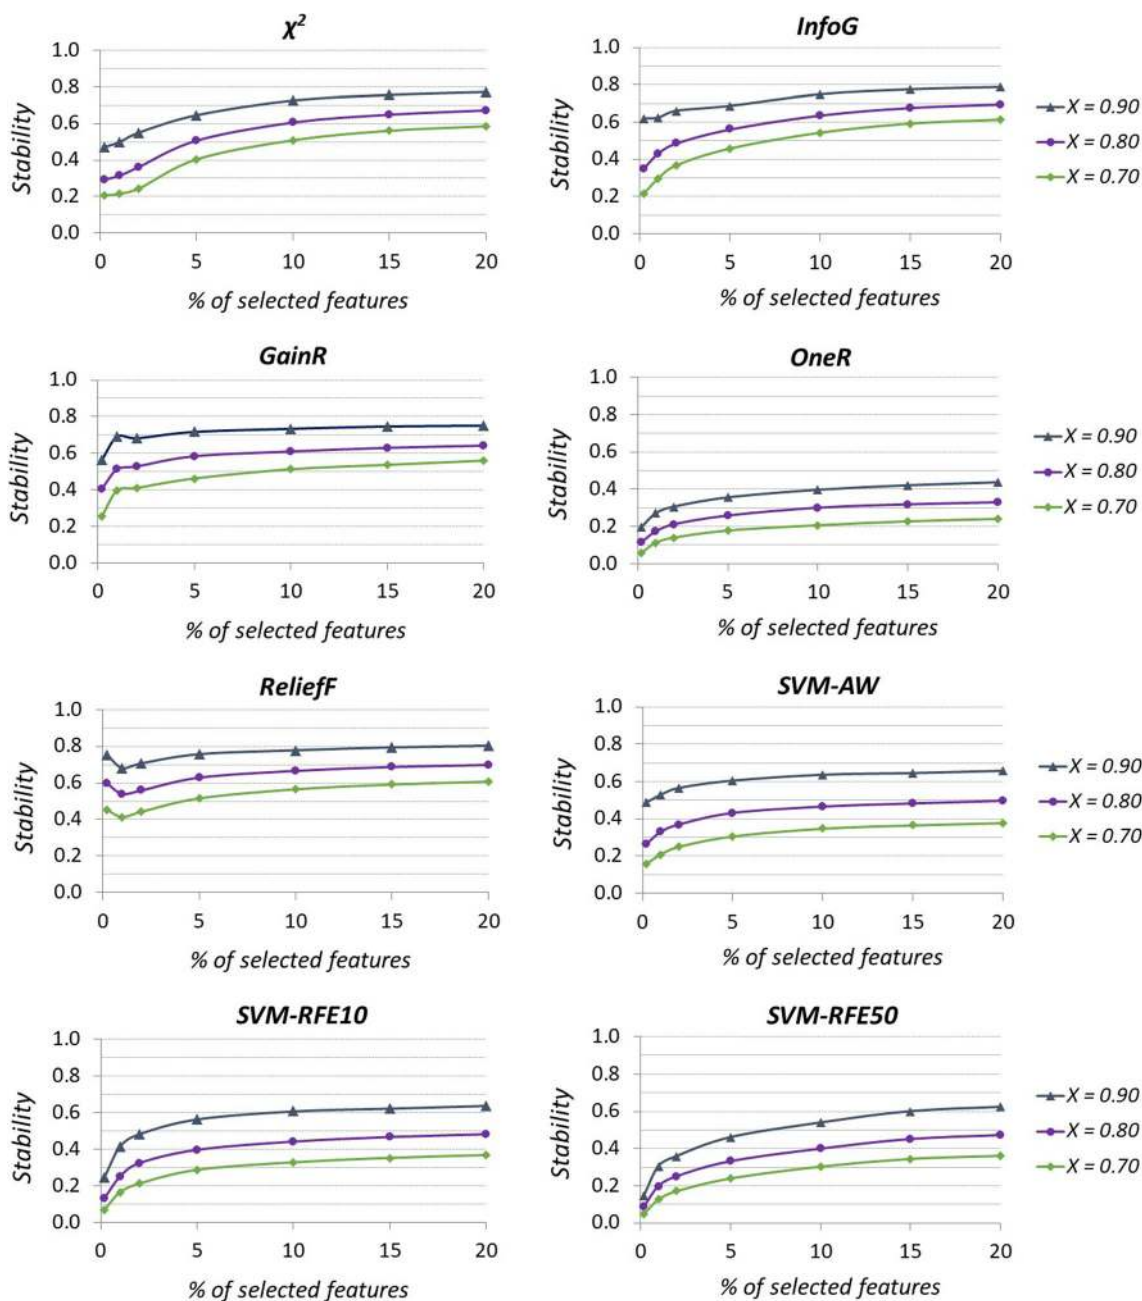 χ²
InfoG
1.0
0.8
0.6
0.4
0.2
0.0
Stability
0 5 10 15 20
% of selected features
1.0
0.8
0.6
0.4
0.2
0.0
Stability
0 5 10 15 20
% of selected features
X = 0.90
X = 0.80
X = 0.70
GainR
OneR
1.0
0.8
0.6
0.4
0.2
0.0
Stability
0 5 10 15 20
% of selected features
1.0
0.8
0.6
0.4
0.2
0.0
Stability
0 5 10 15 20
% of selected features
X = 0.90
X = 0.80
X = 0.70
ReliefF
SVM-AW
1.0
0.8
0.6
0.4
0.2
0.0
Stability
0 5 10 15 20
% of selected features
1.0
0.8
0.6
0.4
0.2
0.0
Stability
0 5 10 15 20
% of selected features
X = 0.90
X = 0.80
X = 0.70
SVM-RFE10
SVM-RFE50
1.0
0.8
0.6
0.4
0.2
0.0
Stability
0 5 10 15 20
% of selected features
1.0
0.8
0.6
0.4
0.2
0.0
Stability
0 5 10 15 20
% of selected features
X = 0.90
X = 0.80
X = 0.70